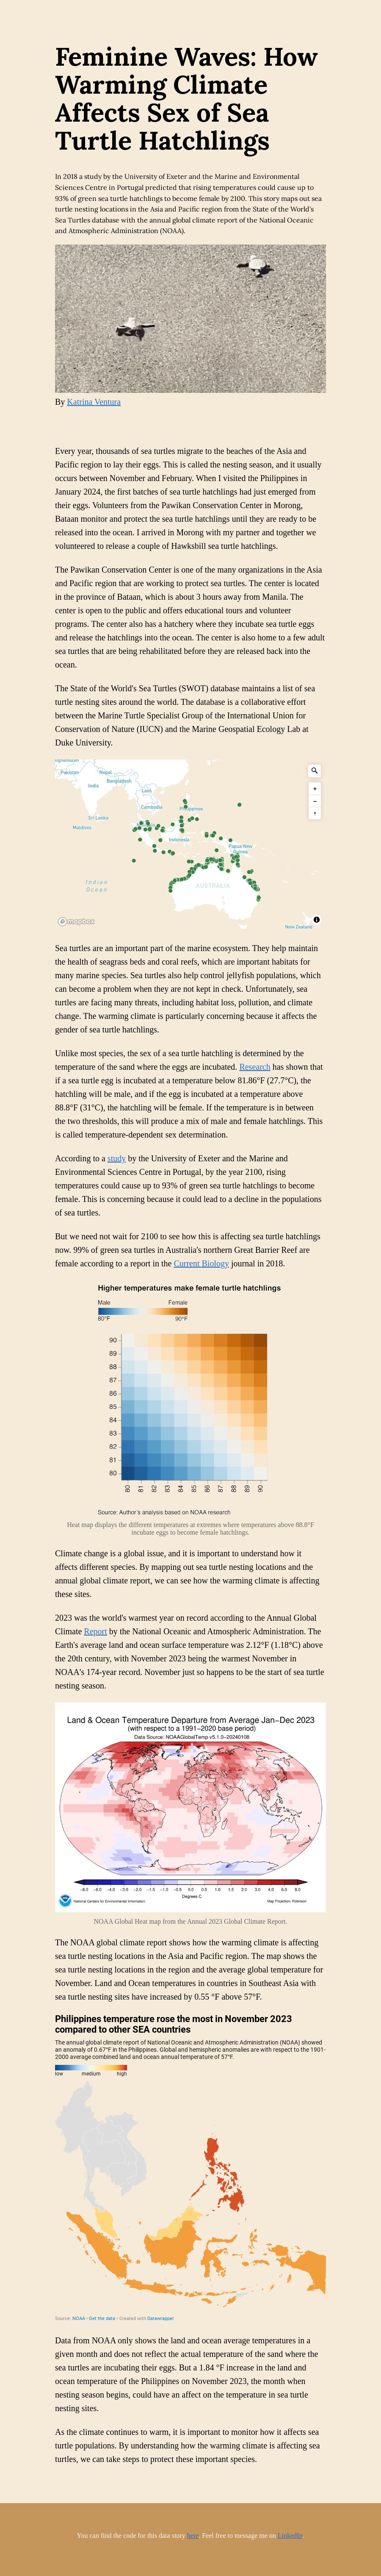 Feminine Waves: How
Warming Climate
Affects Sex of Sea
Turtle Hatchlings
In 2018 a study by the University of Exeter and the Marine and Environmental
Sciences Centre in Portugal predicted that rising temperatures could cause up to
93% of green sea turtle hatchlings to become female by 2100. This story maps out sea
turtle nesting locations in the Asia and Pacific region from the State of the World's
Sea Turtles database with the annual global climate report of the National Oceanic
and Atmospheric Administration (NOAA).
By Katrina Ventura
Every year, thousands of sea turtles migrate to the beaches of the Asia and
Pacific region to lay their eggs. This is called the nesting season, and it usually
occurs between November and February. When I visited the Philippines in
January 2024, the first batches of sea turtle hatchlings had just emerged from
their eggs. Volunteers from the Pawikan Conservation Center in Morong,
Bataan monitor and protect the sea turtle hatchlings until they are ready to be
released into the ocean. I arrived in Morong with my partner and together we
volunteered to release a couple of Hawksbill sea turtle hatchlings.
The Pawikan Conservation Center is one of the many organizations in the Asia
and Pacific region that are working to protect sea turtles. The center is located
in the province of Bataan, which is about 3 hours away from Manila. The
center is open to the public and offers educational tours and volunteer
programs. The center also has a hatchery where they incubate sea turtle eggs
and release the hatchlings into the ocean. The center is also home to a few adult
sea turtles that are being rehabilitated before they are released back into the
ocean.
The State of the World's Sea Turtles (SWOT) database maintains a list of sea
turtle nesting sites around the world. The database is a collaborative effort
between the Marine Turtle Specialist Group of the International Union for
Conservation of Nature (IUCN) and the Marine Geospatial Ecology Lab at
Duke University.
Pakistan
Nepal
Bangladesh
India
Laos
Cambodia
Philippines
Sri Lanka
Maldives
Indonesia
Papua New
Guinea
Indian
Ocean
AUSTRALIA
mapbox
New Zealand
Sea turtles are an important part of the marine ecosystem. They help maintain
the health of seagrass beds and coral reefs, which are important habitats for
many marine species. Sea turtles also help control jellyfish populations, which
can become a problem when they are not kept in check. Unfortunately, sea
turtles are facing many threats, including habitat loss, pollution, and climate
change. The warming climate is particularly concerning because it affects the
gender of sea turtle hatchlings.
Unlike most species, the sex of a sea turtle hatchling is determined by the
temperature of the sand where the eggs are incubated. Research has shown that
if a sea turtle egg is incubated at a temperature below 81.86°F (27.7°C), the
hatchling will be male, and if the egg is incubated at a temperature above
88.8°F (31°C), the hatchling will be female. If the temperature is in between
the two thresholds, this will produce a mix of male and female hatchlings. This
is called temperature-dependent sex determination.
According to a study by the University of Exeter and the Marine and
Environmental Sciences Centre in Portugal, by the year 2100, rising
temperatures could cause up to 93% of green sea turtle hatchlings to become
female. This is concerning because it could lead to a decline in the populations
of sea turtles.
But we need not wait for 2100 to see how this is affecting sea turtle hatchlings
now. 99% of green sea turtles in Australia's northern Great Barrier Reef are
female according to a report in the Current Biology journal in 2018.
Higher temperatures make female turtle hatchlings
Male Female
80°F 90°F
90
89
88
87
86
85
84
83
82
81
80
80 81 82 83 84 85 86 87 88 89 90
Source: Author's analysis based on NOAA research
Heat map displays the different temperatures at extremes where temperatures above 88.8°F
incubate eggs to become female hatchlings.
Climate change is a global issue, and it is important to understand how it
affects different species. By mapping out sea turtle nesting locations and the
annual global climate report, we can see how the warming climate is affecting
these sites.
2023 was the world's warmest year on record according to the Annual Global
Climate Report by the National Oceanic and Atmospheric Administration. The
Earth's average land and ocean surface temperature was 2.12°F (1.18°C) above
the 20th century, with November 2023 being the warmest November in
NOAA's 174-year record. November just so happens to be the start of sea turtle
nesting season.
Land & Ocean Temperature Departure from Average Jan–Dec 2023
(with respect to a 1991–2020 base period)
Data Source: NOAAGlobalTemp v5.1.0–20240108
Degrees C
National Centers for Environmental Information
Map Projection: Robinson
NOAA Global Heat map from the Annual 2023 Global Climate Report.
The NOAA global climate report shows how the warming climate is affecting
sea turtle nesting locations in the Asia and Pacific region. The map shows the
sea turtle nesting locations in the region and the average global temperature for
November. Land and Ocean temperatures in countries in Southeast Asia with
sea turtle nesting sites have increased by 0.55 °F above 57°F.
Philippines temperature rose the most in November 2023
compared to other SEA countries
The annual global climate report of National Oceanic and Atmospheric Administration (NOAA) showed
an anomaly of 0.67°F in the Philippines. Global and hemispheric anomalies are with respect to the 1901-
2000 average combined land and ocean annual temperature of 57°F.
low medium high
Source: NOAA · Get the data · Created with Datawrapper
Data from NOAA only shows the land and ocean average temperatures in a
given month and does not reflect the actual temperature of the sand where the
sea turtles are incubating their eggs. But a 1.84 °F increase in the land and
ocean temperature of the Philippines on November 2023, the month when
nesting season begins, could have an affect on the temperature in sea turtle
nesting sites.
As the climate continues to warm, it is important to monitor how it affects sea
turtle populations. By understanding how the warming climate is affecting sea
turtles, we can take steps to protect these important species.
You can find the code for this data story here. Feel free to message me on LinkedIn.